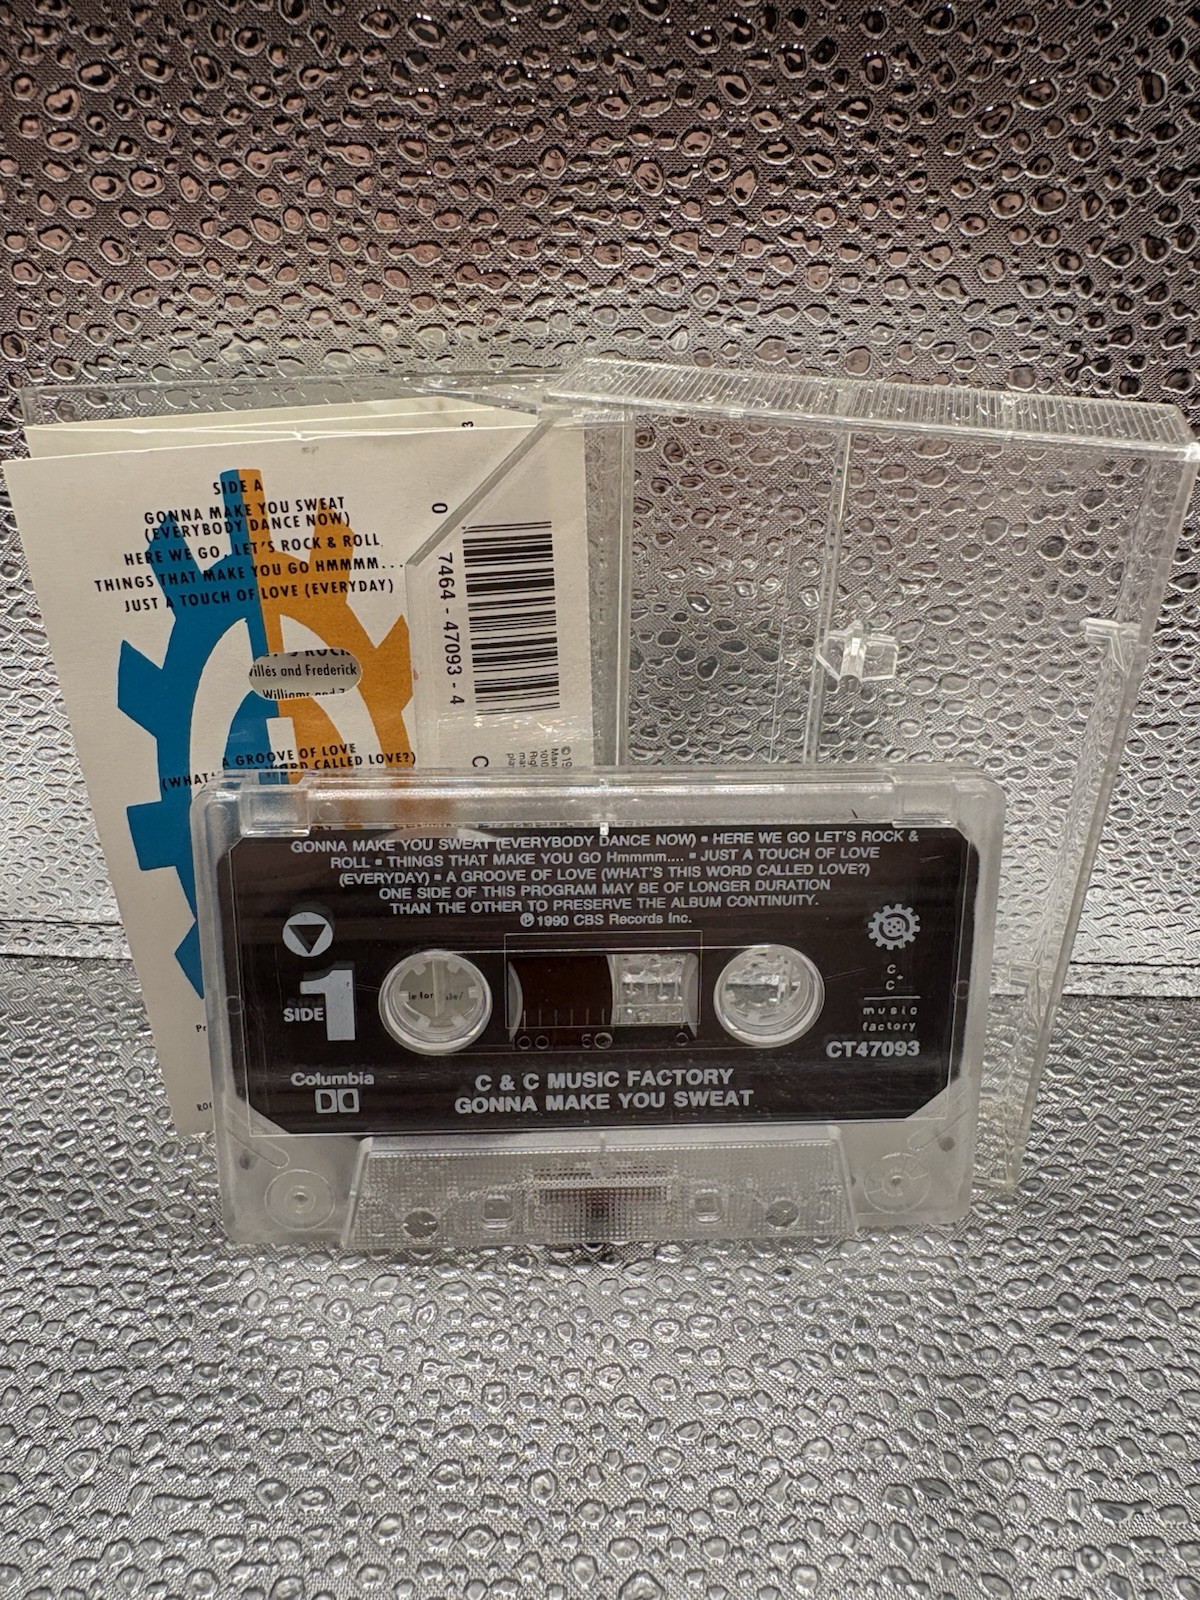 SIDE A
GONNA MAKE YOU SWEAT
(EVERYBODY DANCE NOW)
HERE WE GO, LET'S ROCK & ROLL
THINGS THAT MAKE YOU GO HMMMM...
JUST A TOUCH OF LOVE (EVERYDAY)
and Frederick
Williams and
A GROOVE OF LOVE
WORD CALLED LOVE?)
0
7464 - 47093 - 4
GONNA MAKE YOU SWEAT (EVERYBODY DANCE NOW) ▪ HERE WE GO LET'S ROCK &
ROLL ▪ THINGS THAT MAKE YOU GO Hmmmm.... ▪ JUST A TOUCH OF LOVE
(EVERYDAY) ▪ A GROOVE OF LOVE (WHAT'S THIS WORD CALLED LOVE?)
ONE SIDE OF THIS PROGRAM MAY BE OF LONGER DURATION
THAN THE OTHER TO PRESERVE THE ALBUM CONTINUITY.
℗ 1990 CBS Records Inc.
SIDE 1
C+C
music
factory
CT47093
Columbia
C & C MUSIC FACTORY
GONNA MAKE YOU SWEAT